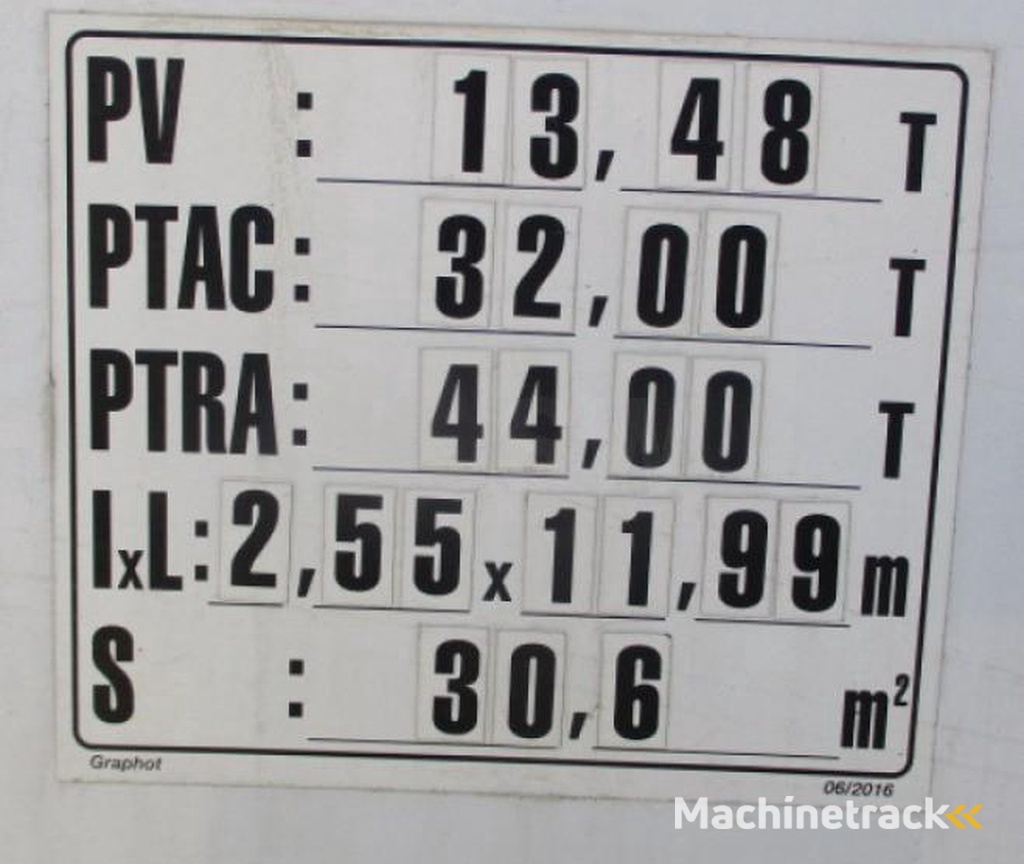 PV : 13,48 T
PTAC : 32,00 T
PTRA : 44,00 T
lxL : 2,55 x 11,99 m
S : 30,6 m²
Graphot
06/2016
Machinetrack